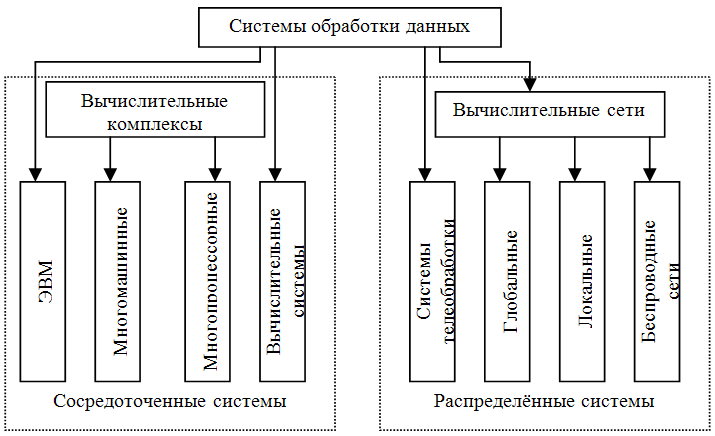 Системы обработки данных
Вычислительные
комплексы
Вычислительные сети
ЭВМ
Многомашинные
Многопроцессорные
Вычислительные
системы
Системы
телеобработки
Глобальные
Локальные
Беспроводные
сети
Сосредоточенные системы
Распределённые системы